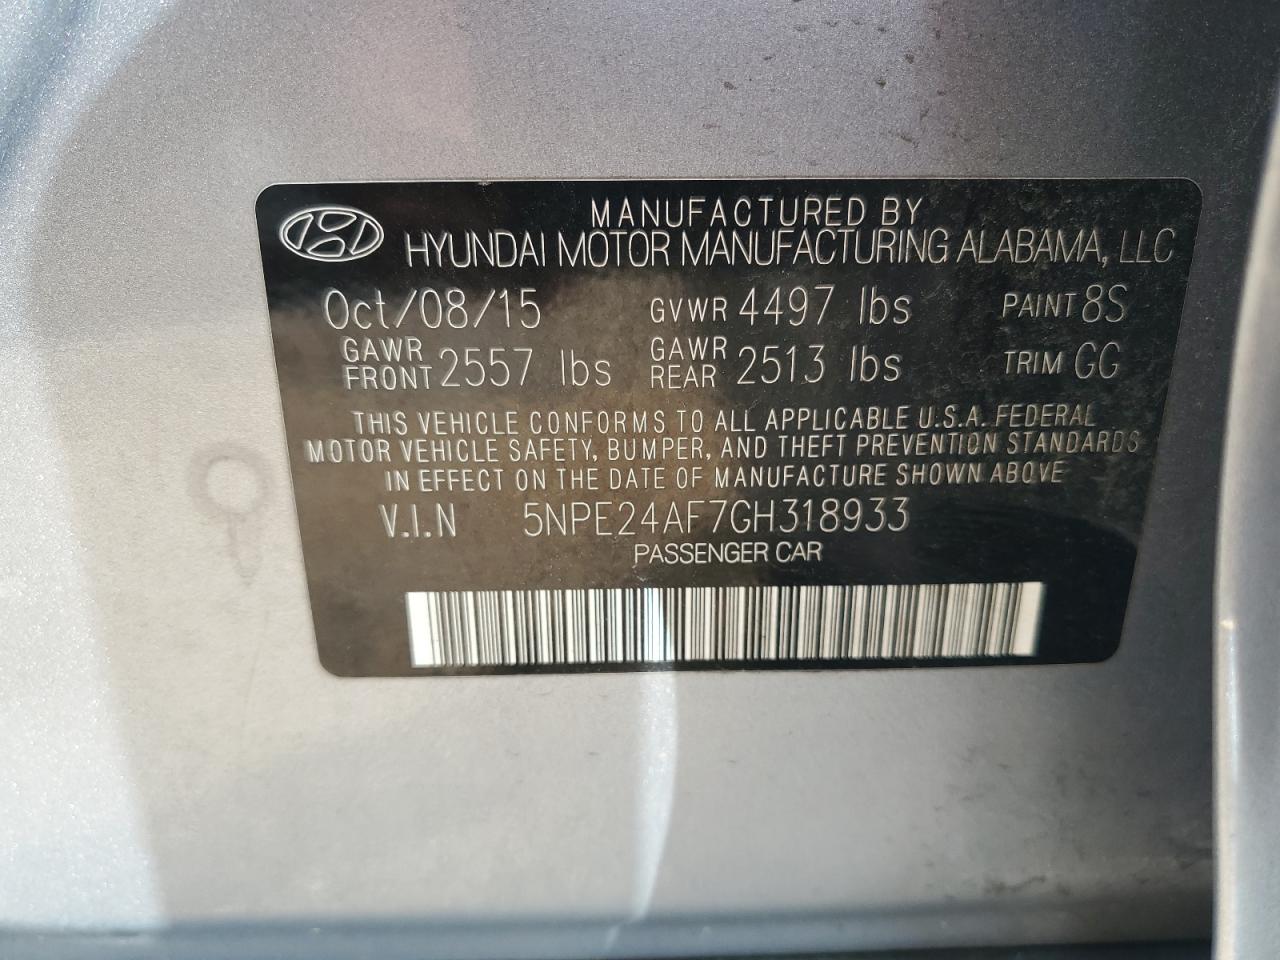 MANUFACTURED BY
HYUNDAI MOTOR MANUFACTURING ALABAMA, LLC
Oct/08/15 GVWR 4497 lbs PAINT 8S
GAWR FRONT 2557 lbs GAWR REAR 2513 lbs TRIM GG
THIS VEHICLE CONFORMS TO ALL APPLICABLE U.S.A. FEDERAL
MOTOR VEHICLE SAFETY, BUMPER, AND THEFT PREVENTION STANDARDS
IN EFFECT ON THE DATE OF MANUFACTURE SHOWN ABOVE
V.I.N 5NPE24AF7GH318933
PASSENGER CAR